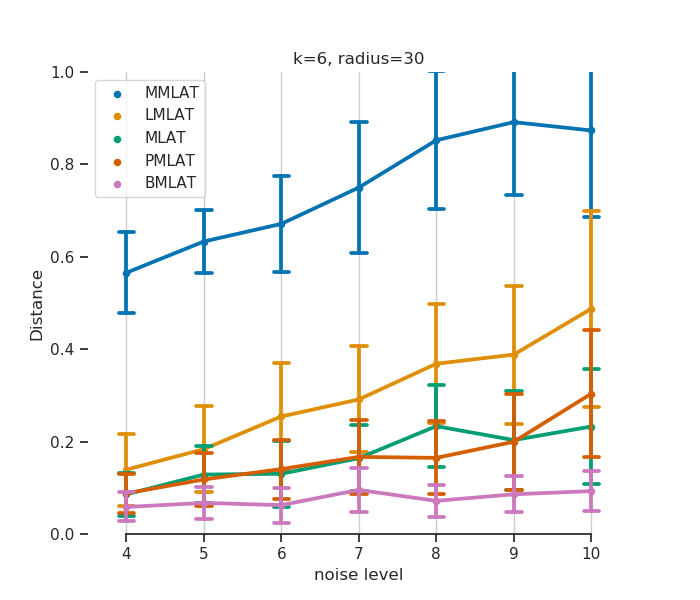 k=6, radius=30
1.0
0.8
0.6
0.4
0.2
0.0
Distance
MMLAT
LMLAT
MLAT
PMLAT
BMLAT
4 5 6 7 8 9 10
noise level